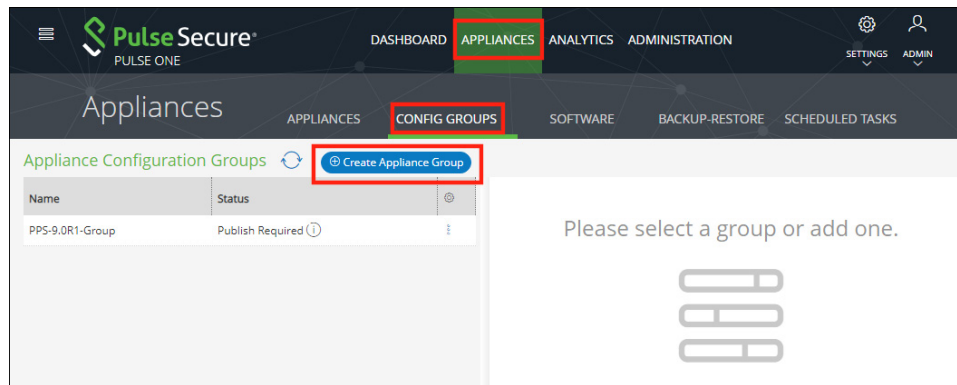 Pulse Secure®
PULSE ONE
DASHBOARD APPLIANCES ANALYTICS ADMINISTRATION
SETTINGS ADMIN
Appliances APPLIANCES CONFIG GROUPS SOFTWARE BACKUP-RESTORE SCHEDULED TASKS
Appliance Configuration Groups Create Appliance Group
Name Status
PPS-9.0R1-Group Publish Required
Please select a group or add one.